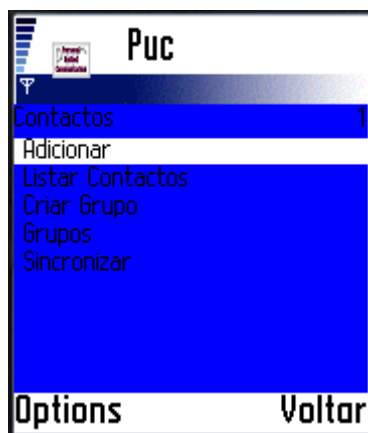 Puc
Contactos 1
Adicionar
Listar Contactos
Criar Grupo
Grupos
Sincronizar
Options Voltar